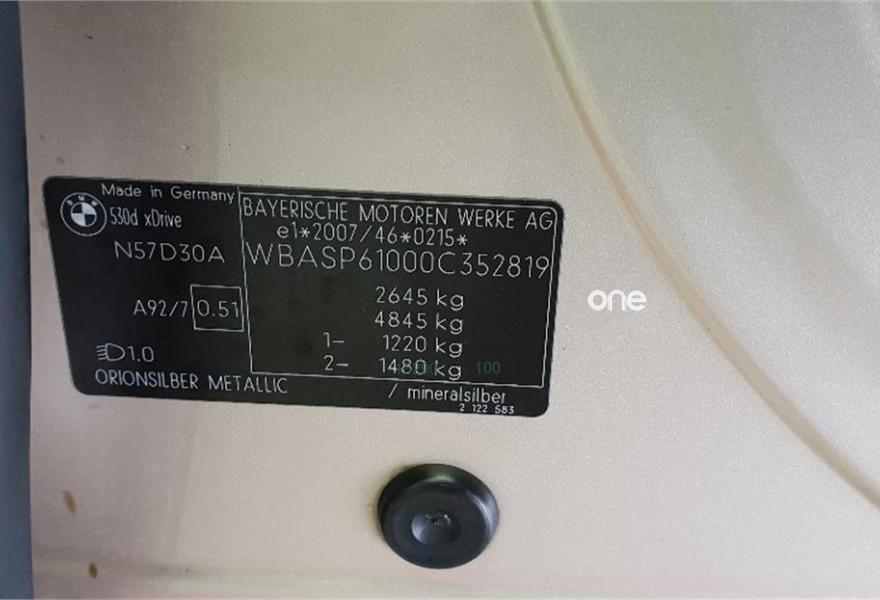 Made in Germany
BMW
530d xDrive
N57D30A
A92/7 0.51
1.0
ORIONSILBER METALLIC
BAYERISCHE MOTOREN WERKE AG
e1*2007/46*0215*
WBASP61000C352819
2645 kg
4845 kg
1- 1220 kg
2- 1480 kg
100
/ mineralsilber
2 122 583
one